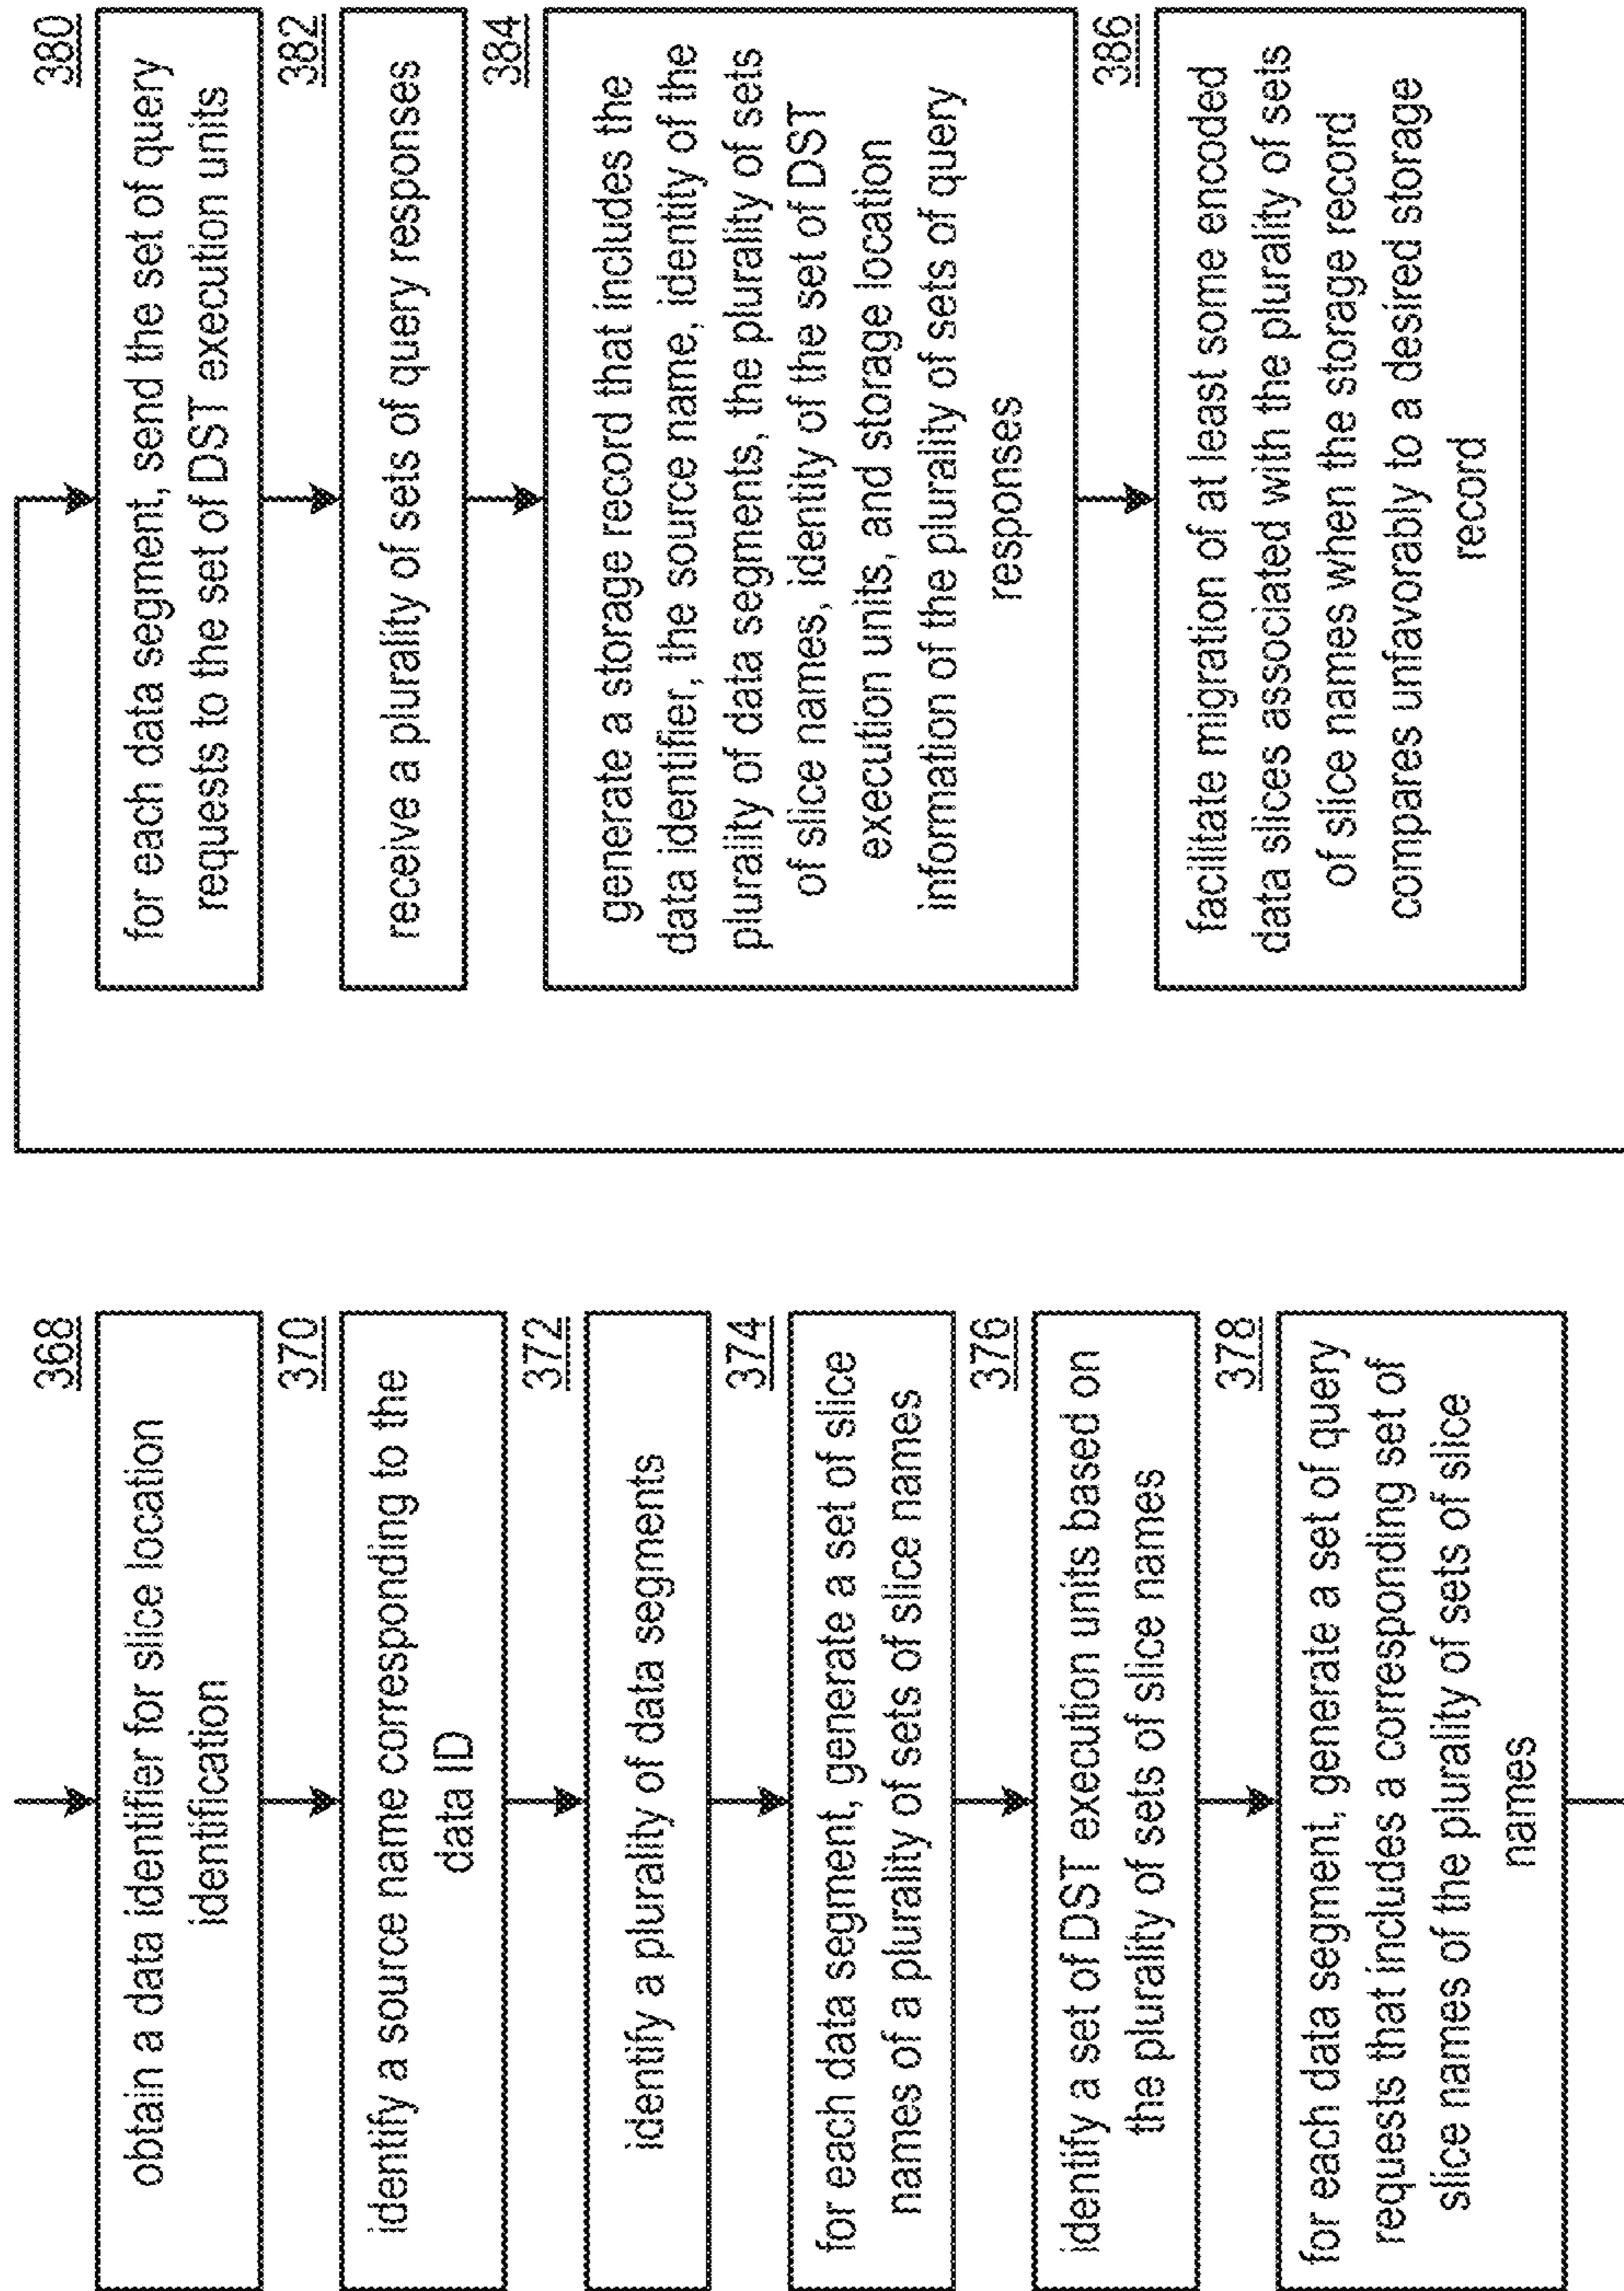 368
obtain a data identifier for slice location
identification
370
identify a source name corresponding to the
data ID
372
identify a plurality of data segments
374
for each data segment, generate a set of slice
names of a plurality of sets of slice names
376
identify a set of DST execution units based on
the plurality of sets of slice names
378
for each data segment, generate a set of query
requests that includes a corresponding set of
slice names of the plurality of sets of slice
names
380
for each data segment, send the set of query
requests to the set of DST execution units
382
receive a plurality of sets of query responses
384
generate a storage record that includes the
data identifier, the source name, identity of the
plurality of data segments, the plurality of sets
of slice names, identity of the set of DST
execution units, and storage location
information of the plurality of sets of query
responses
386
facilitate migration of at least some encoded
data slices associated with the plurality of sets
of slice names when the storage record
compares unfavorably to a desired storage
record